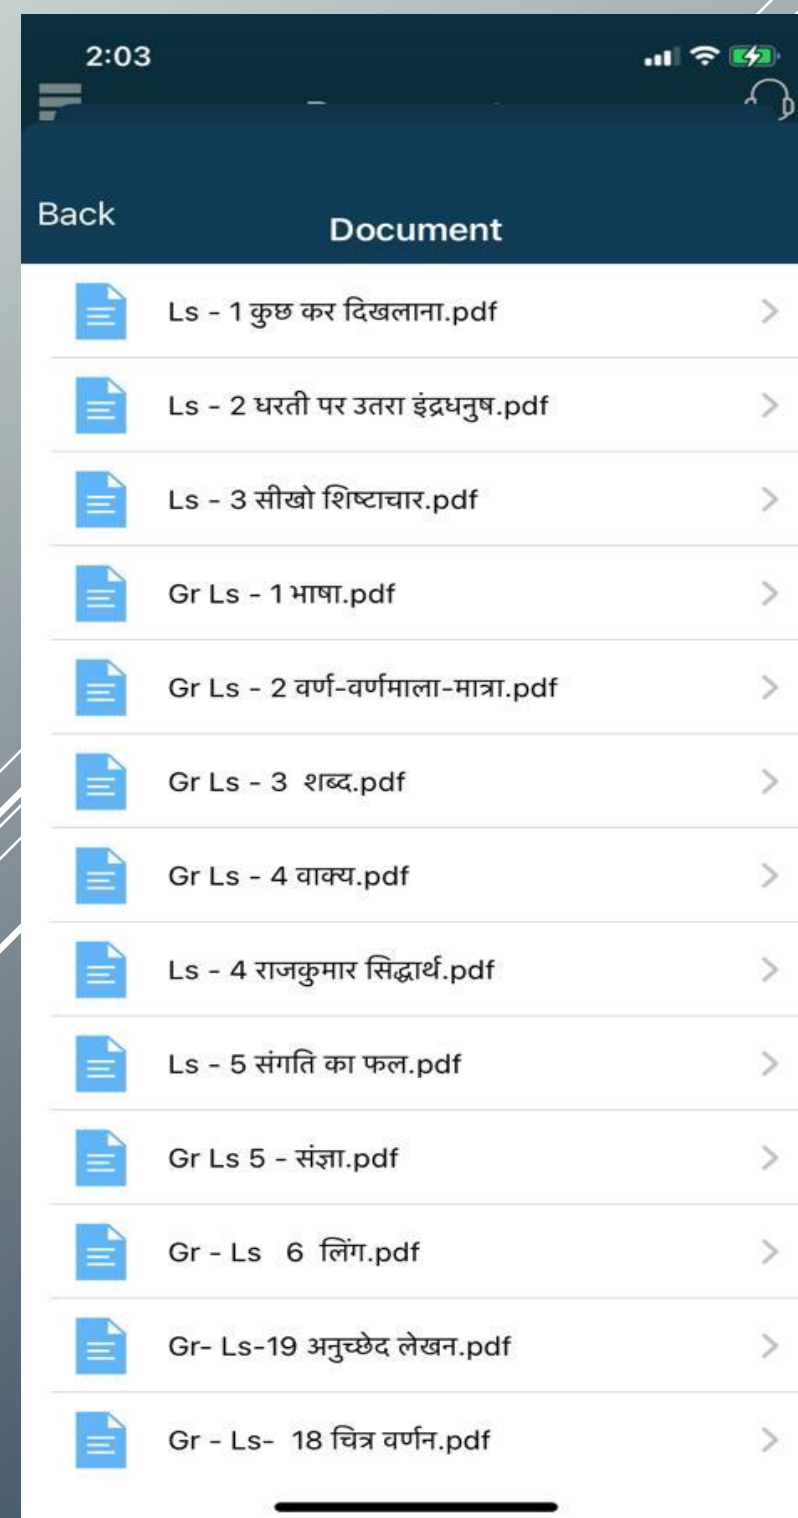 2:03
Back
Document
Ls - 1 कुछ कर दिखलाना.pdf
Ls - 2 धरती पर उतरा इंद्रधनुष.pdf
Ls - 3 सीखो शिष्टाचार.pdf
Gr Ls - 1 भाषा.pdf
Gr Ls - 2 वर्ण-वर्णमाला-मात्रा.pdf
Gr Ls - 3  शब्द.pdf
Gr Ls - 4 वाक्य.pdf
Ls - 4 राजकुमार सिद्धार्थ.pdf
Ls - 5 संगति का फल.pdf
Gr Ls 5 - संज्ञा.pdf
Gr - Ls   6  लिंग.pdf
Gr- Ls-19 अनुच्छेद लेखन.pdf
Gr - Ls-  18 चित्र वर्णन.pdf